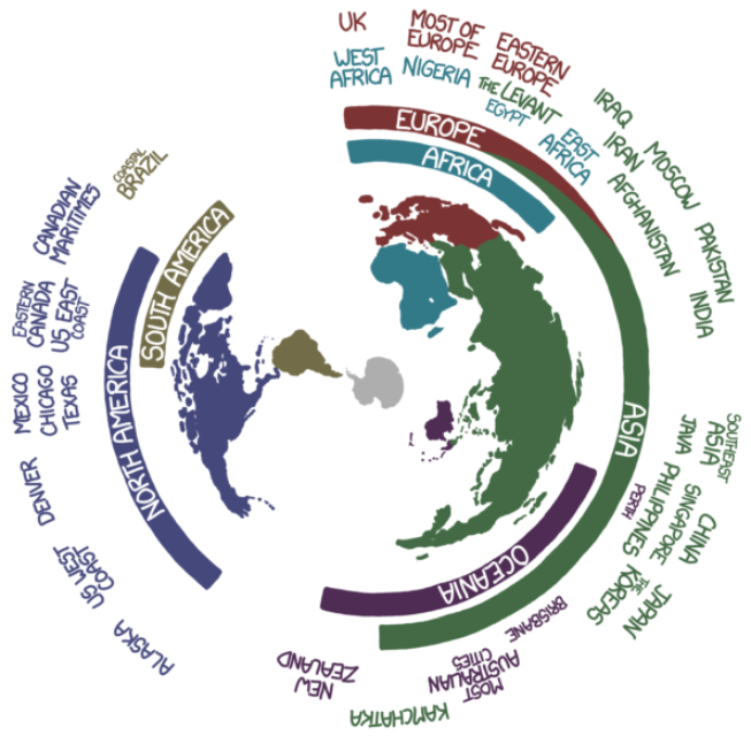 UK
MOST OF
EUROPE
EASTERN
EUROPE
WEST
AFRICA
NIGERIA
THE LEVANT
EGYPT
EAST
AFRICA
IRAQ
IRAN
MOSCOW
AFGHANISTAN
PAKISTAN
INDIA
EUROPE
AFRICA
ASIA
SOUTHEAST
ASIA
JAVA
CHINA
SINGAPORE
PHILIPPINES
PERTH
THE
KOREAS
JAPAN
OCEANIA
BRISBANE
MOST
AUSTRALIAN
CITIES
KAMCHATKA
NEW
ZEALAND
ALASKA
US WEST
COAST
DENVER
NORTH AMERICA
MEXICO
CHICAGO
TEXAS
EASTERN
CANADA
US EAST
COAST
CANADIAN
MARITIMES
SOUTH AMERICA
COASTAL
BRAZIL